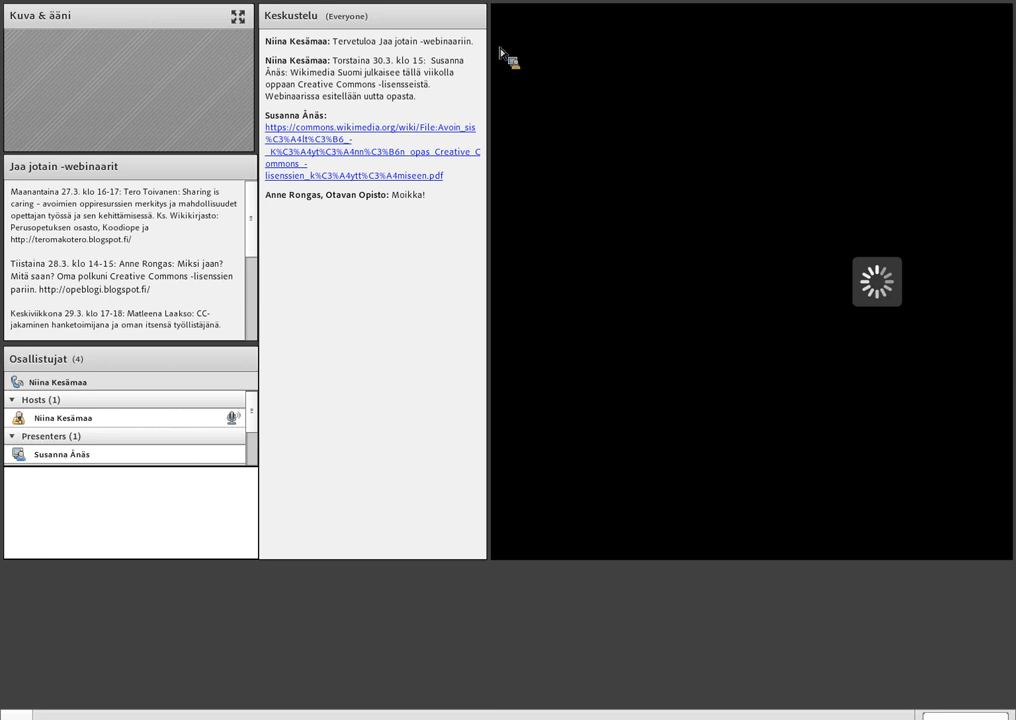 Kuva & ääni
Jaa jotain -webinaarit
Maanantaina 27.3. klo 16-17: Tero Toivanen: Sharing is
caring - avoimien oppiresurssien merkitys ja mahdollisuudet
opettajan työssä ja sen kehittämisessä. Ks. Wikikirjasto:
Perusopetuksen osasto, Koodiope ja
http://teromakotero.blogspot.fi/
Tiistaina 28.3. klo 14-15: Anne Rongas: Miksi jaan?
Mitä saan? Oma polkuni Creative Commons -lisenssien
pariin. http://opeblogi.blogspot.fi/
Keskiviikkona 29.3. klo 17-18: Matleena Laakso: CC-
jakaminen hanketoimijana ja oman itsensä työllistäjänä.
Osallistujat (4)
Niina Kesämaa
Hosts (1)
Niina Kesämaa
Presenters (1)
Susanna Ånäs
Keskustelu (Everyone)
Niina Kesämaa: Tervetuloa Jaa jotain -webinaariin.
Niina Kesämaa: Torstaina 30.3. klo 15: Susanna
Ånäs: Wikimedia Suomi julkaisee tällä viikolla
oppaan Creative Commons -lisensseistä.
Webinaarissa esitellään uutta opasta.
Susanna Ånäs:
https://commons.wikimedia.org/wiki/File:Avoin_sis
%C3%A4lt%C3%B6_-
_K%C3%A4yt%C3%A4nn%C3%B6n_opas_Creative_C
ommons_-
lisenssien_k%C3%A4ytt%C3%A4miseen.pdf
Anne Rongas, Otavan Opisto: Moikka!